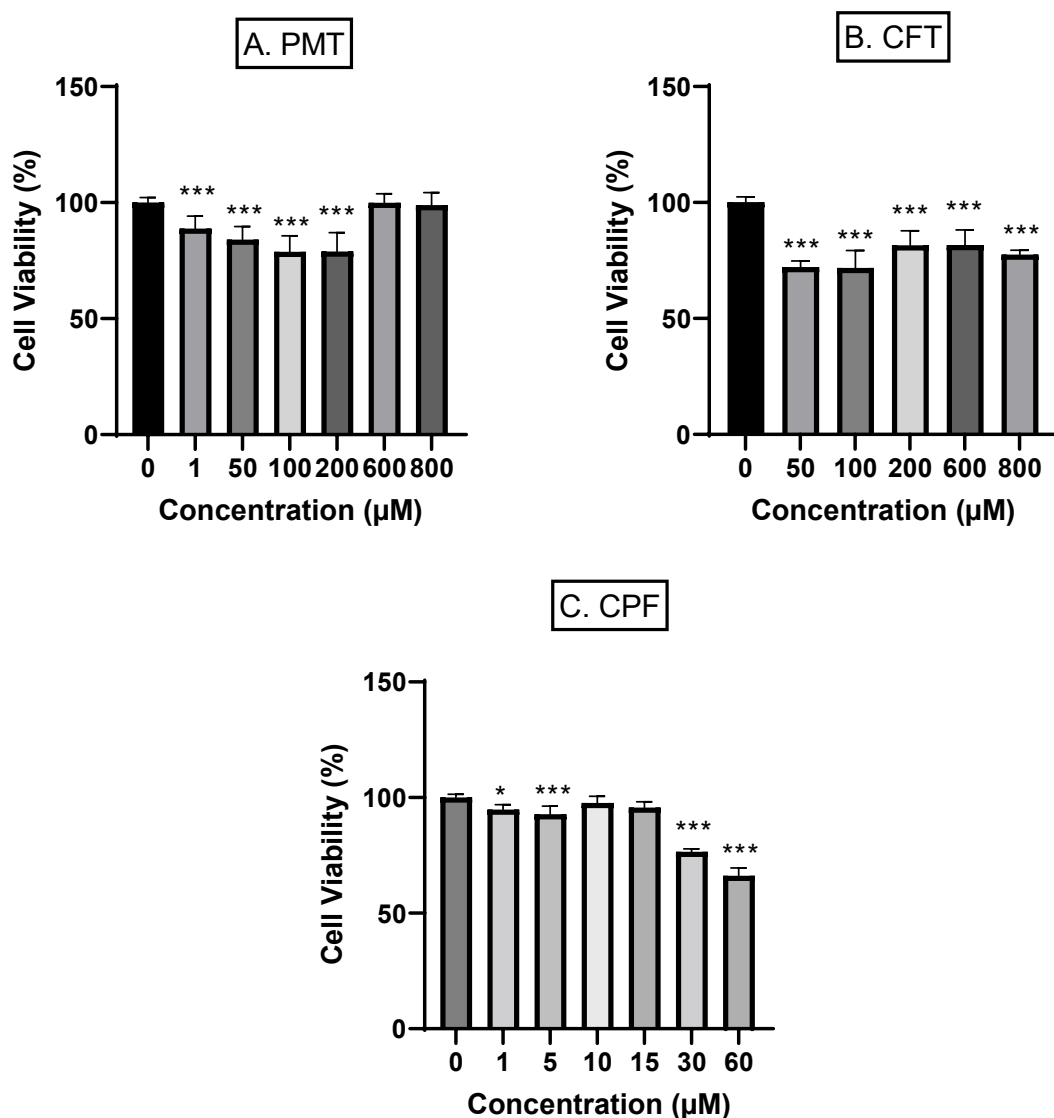 A. PMT
150
100
50
0
Cell Viability (%)
***
***
***
***
0 1 50 100 200 600 800
Concentration (µM)
B. CFT
150
100
50
0
Cell Viability (%)
***
***
***
***
***
0 50 100 200 600 800
Concentration (µM)
C. CPF
150
100
50
0
Cell Viability (%)
*
***
***
***
0 1 5 10 15 30 60
Concentration (µM)